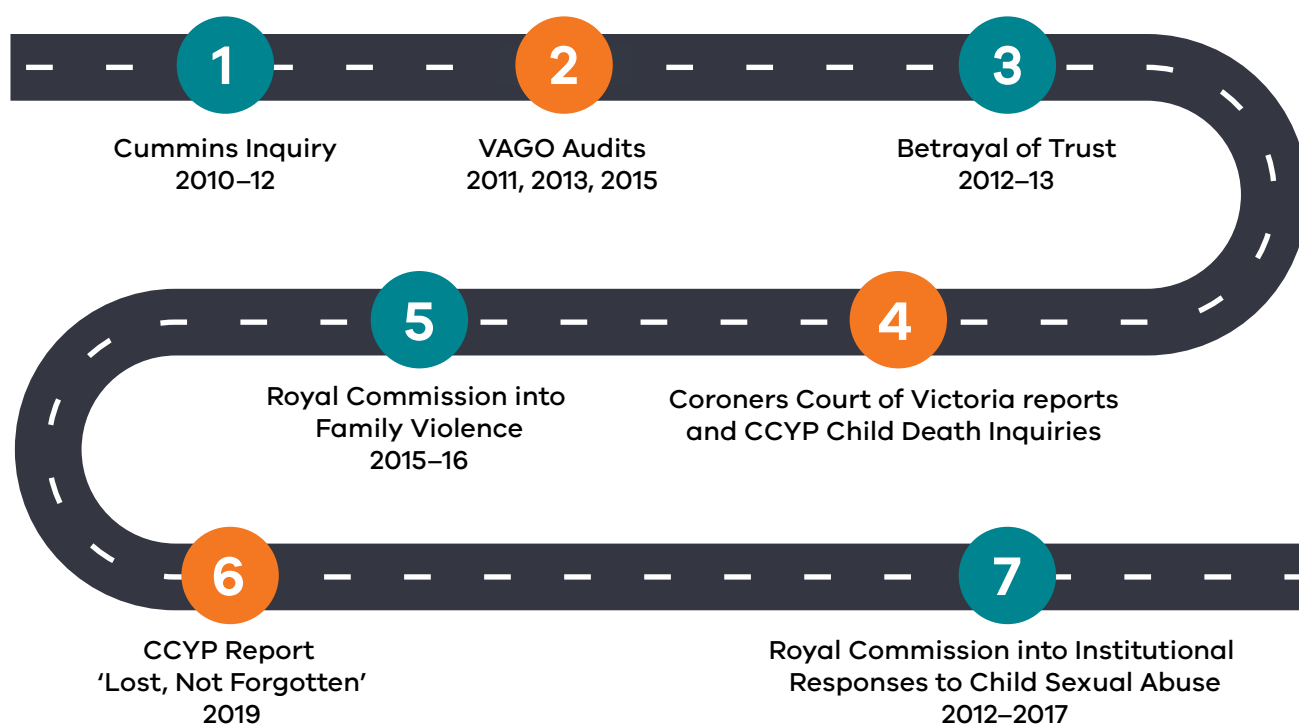 1
Cummins Inquiry
2010–12
2
VAGO Audits
2011, 2013, 2015
3
Betrayal of Trust
2012–13
4
Coroners Court of Victoria reports
and CCYP Child Death Inquiries
5
Royal Commission into
Family Violence
2015–16
6
CCYP Report
‘Lost, Not Forgotten’
2019
7
Royal Commission into Institutional
Responses to Child Sexual Abuse
2012–2017